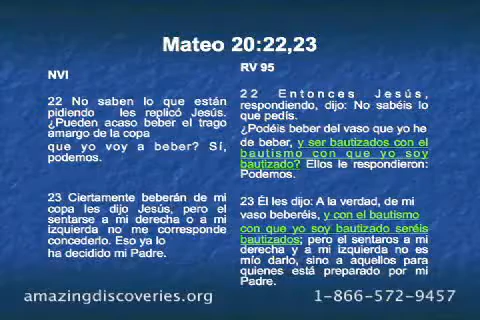 Mateo 20:22,23
NVI
22 No saben lo que están
pidiendo les replicó Jesús.
¿Pueden acaso beber el trago
amargo de la copa
que yo voy a beber? Sí,
podemos.
23 Ciertamente beberán de mi
copa les dijo Jesús, pero el
sentarse a mi derecha o a mi
izquierda no me corresponde
concederlo. Eso ya lo
ha decidido mi Padre.
RV 95
22 Entonces Jesús,
respondiendo, dijo: No sabéis lo
que pedís.
¿Podéis beber del vaso que yo he
de beber, y ser bautizados con el
bautismo con que yo soy
bautizado? Ellos le respondieron:
Podemos.
23 Él les dijo: A la verdad, de mi
vaso beberéis, y con el bautismo
con que yo soy bautizado seréis
bautizados; pero el sentaros a mi
derecha y a mi izquierda no es
mío darlo, sino a aquellos para
quienes está preparado por mi
Padre.
amazingdiscoveries.org
1-866-572-9457